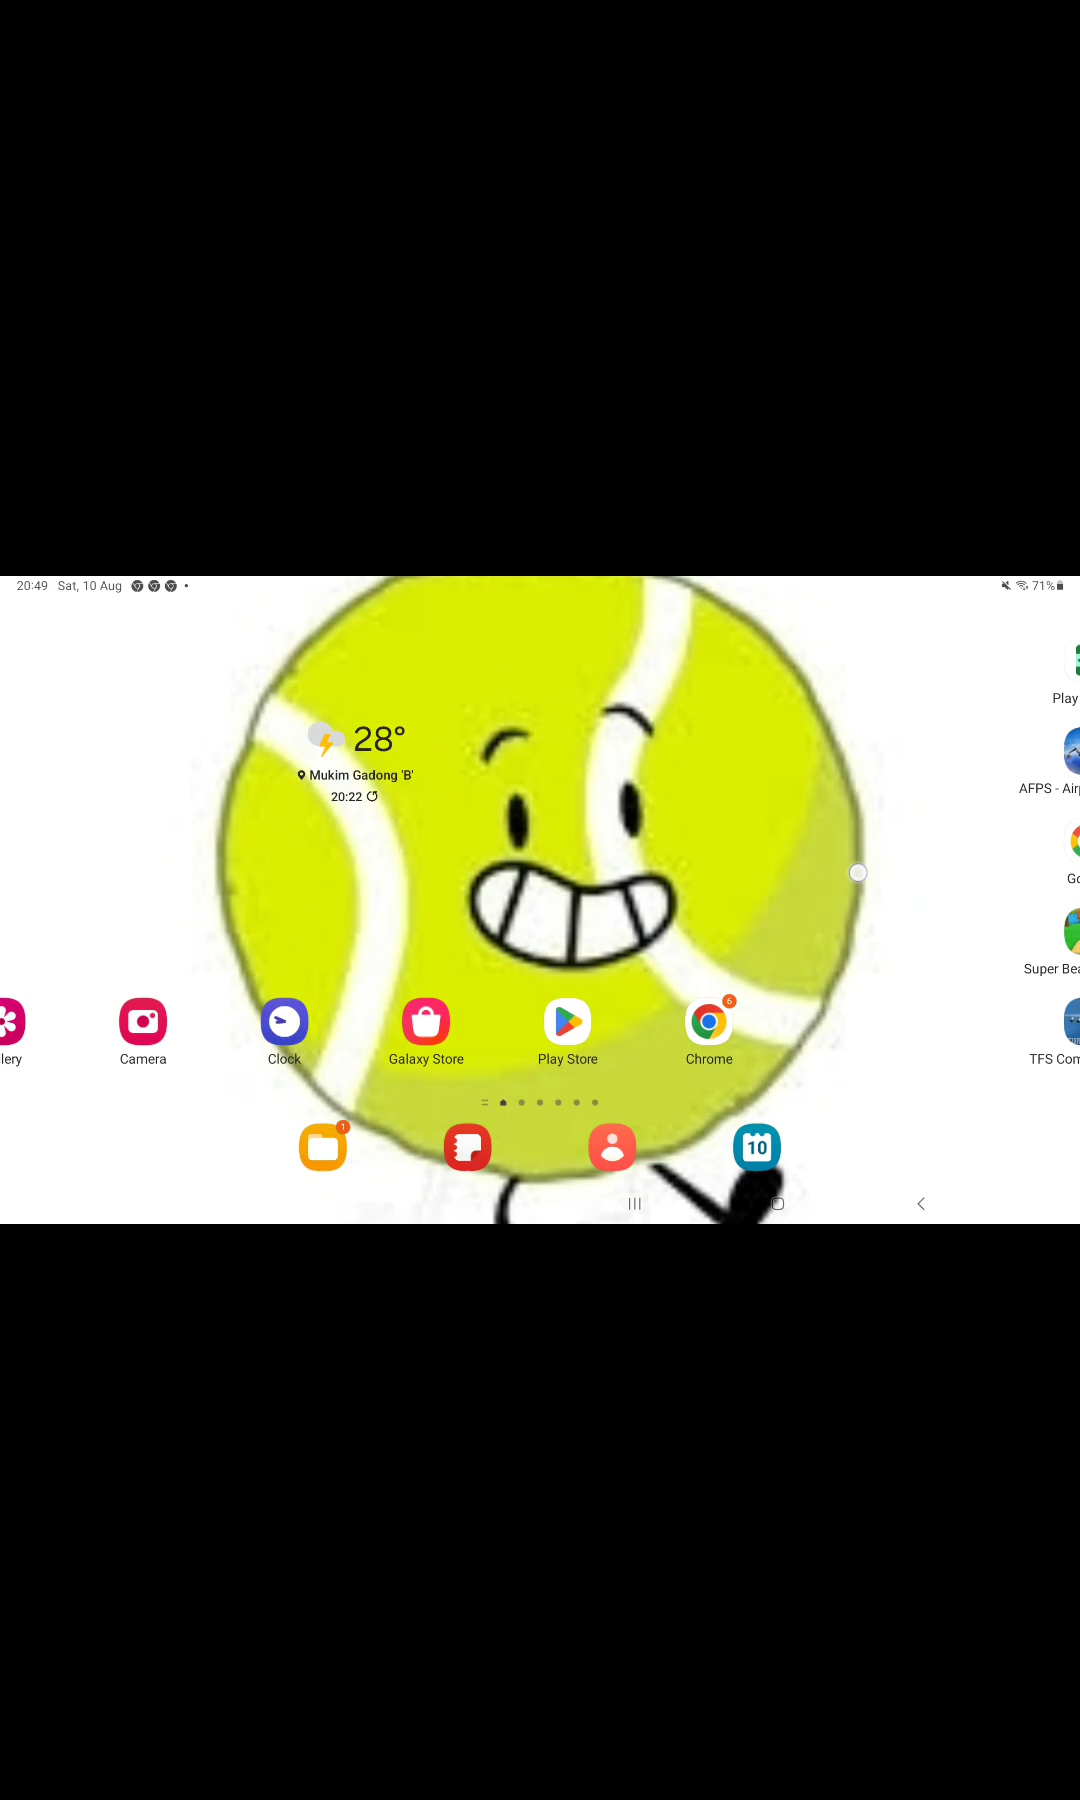 20:49 Sat, 10 Aug
71%
28°
Mukim Gadong 'B'
20:22
Play
AFPS - Air
Go
Super Bea
TFS Com
lery
Camera
Clock
Galaxy Store
Play Store
Chrome
6
1
10